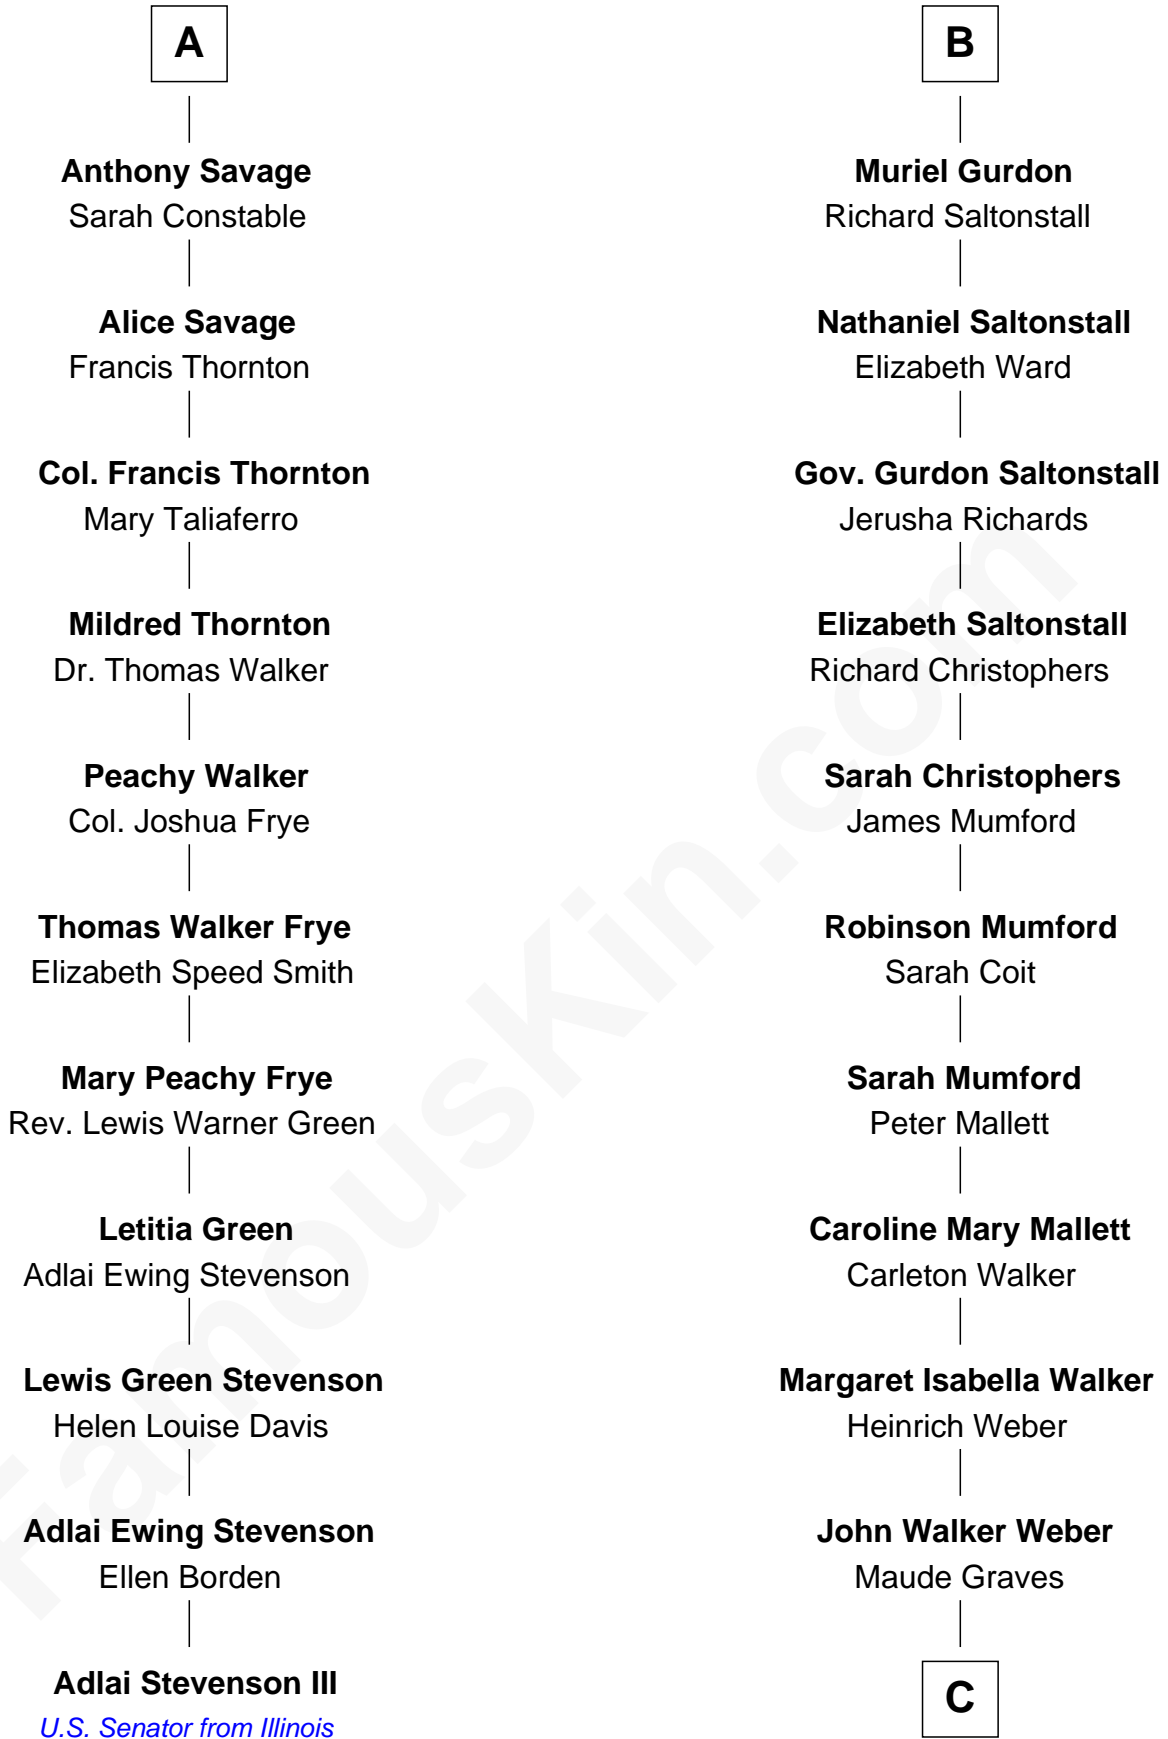 A
Anthony Savage
Sarah Constable
Alice Savage
Francis Thornton
Col. Francis Thornton
Mary Taliaferro
Mildred Thornton
Dr. Thomas Walker
Peachy Walker
Col. Joshua Frye
Thomas Walker Frye
Elizabeth Speed Smith
Mary Peachy Frye
Rev. Lewis Warner Green
Letitia Green
Adlai Ewing Stevenson
Lewis Green Stevenson
Helen Louise Davis
Adlai Ewing Stevenson
Ellen Borden
Adlai Stevenson III
U.S. Senator from Illinois
B
Muriel Gurdon
Richard Saltonstall
Nathaniel Saltonstall
Elizabeth Ward
Gov. Gurdon Saltonstall
Jerusha Richards
Elizabeth Saltonstall
Richard Christophers
Sarah Christophers
James Mumford
Robinson Mumford
Sarah Coit
Sarah Mumford
Peter Mallett
Caroline Mary Mallett
Carleton Walker
Margaret Isabella Walker
Heinrich Weber
John Walker Weber
Maude Graves
C
FamousKin.com